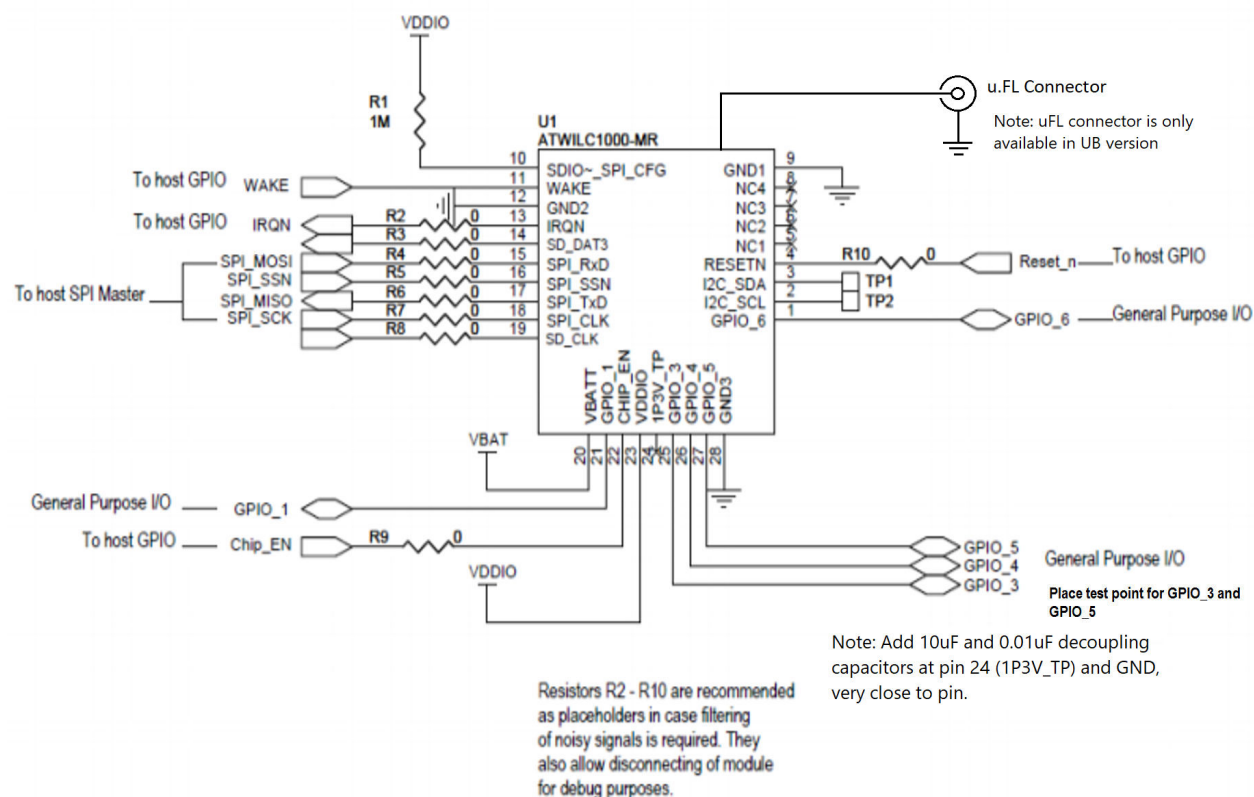 VDDIO
R1
1M
U1
ATWILC1000-MR
u.FL Connector
Note: uFL connector is only
available in UB version
To host GPIO WAKE
To host GPIO IRQN
R2 0
R3 0
SPI_MOSI R4 0
SPI_SSN R5 0
To host SPI Master
SPI_MISO R6 0
SPI_SCK R7 0
R8 0
10 SDIO~_SPI_CFG
11 WAKE
12 GND2
13 IRQN
14 SD_DAT3
15 SPI_RxD
16 SPI_SSN
17 SPI_TxD
18 SPI_CLK
19 SD_CLK
GND1 9
NC4 8
NC3 7
NC2 6
NC1 5
RESETN 4
I2C_SDA 3
I2C_SCL 2
GPIO_6 1
R10 0 Reset_n To host GPIO
TP1
TP2
GPIO_6 General Purpose I/O
VBATT
GPIO_1
CHIP_EN
VDDIO
1P3V_TP
GPIO_3
GPIO_4
GPIO_5
GND3
20
21
22
23
24
25
26
27
28
VBAT
General Purpose I/O GPIO_1
To host GPIO Chip_EN R9 0
VDDIO
GPIO_5
GPIO_4
GPIO_3
General Purpose I/O
Place test point for GPIO_3 and
GPIO_5
Note: Add 10uF and 0.01uF decoupling
capacitors at pin 24 (1P3V_TP) and GND,
very close to pin.
Resistors R2 - R10 are recommended
as placeholders in case filtering
of noisy signals is required. They
also allow disconnecting of module
for debug purposes.